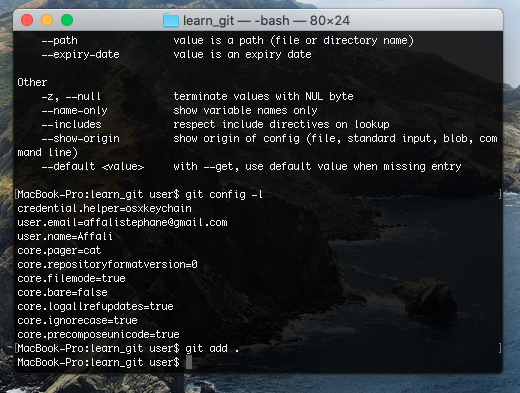 learn_git — -bash — 80×24
--path value is a path (file or directory name)
--expiry-date value is an expiry date
Other
-z, --null terminate values with NUL byte
--name-only show variable names only
--includes respect include directives on lookup
--show-origin show origin of config (file, standard input, blob, com
mand line)
--default <value> with --get, use default value when missing entry
[MacBook-Pro:learn_git user$ git config -l ]
credential.helper=osxkeychain
user.email=affalistephane@gmail.com
user.name=Affali
core.pager=cat
core.repositoryformatversion=0
core.filemode=true
core.bare=false
core.logallrefupdates=true
core.ignorecase=true
core.precomposeunicode=true
[MacBook-Pro:learn_git user$ git add . ]
MacBook-Pro:learn_git user$